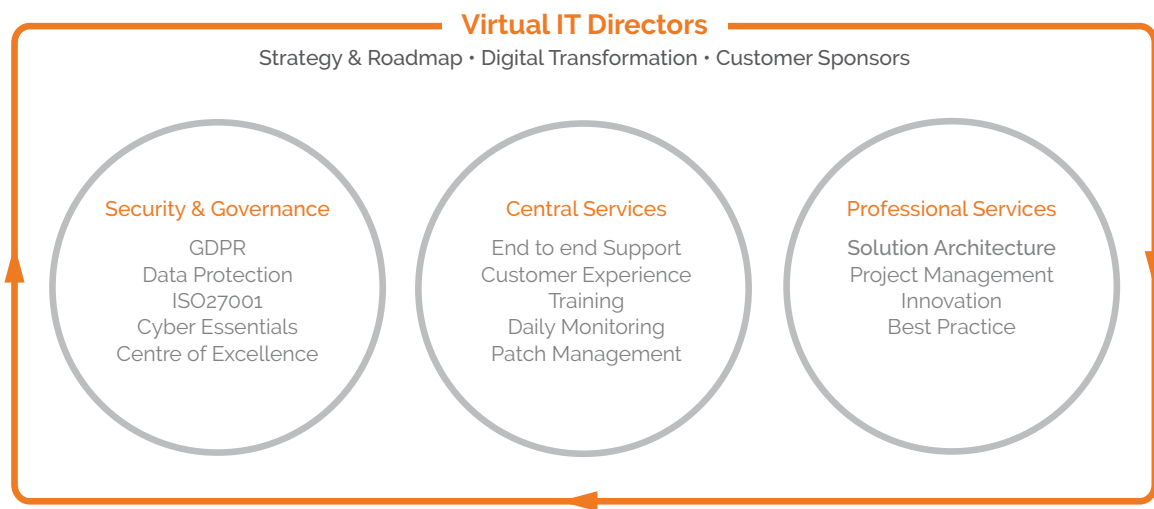 Virtual IT Directors
Strategy & Roadmap • Digital Transformation • Customer Sponsors
Security & Governance
GDPR
Data Protection
ISO27001
Cyber Essentials
Centre of Excellence
Central Services
End to end Support
Customer Experience
Training
Daily Monitoring
Patch Management
Professional Services
Solution Architecture
Project Management
Innovation
Best Practice